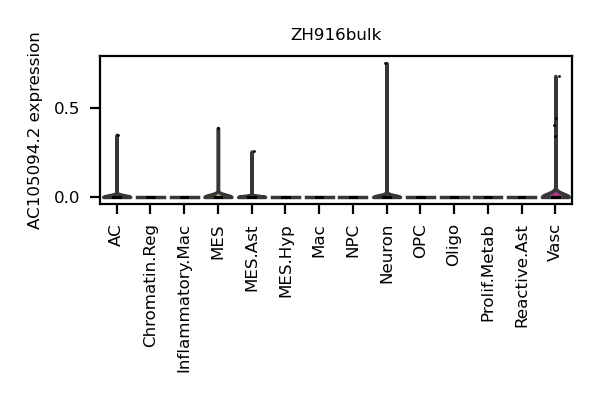 ZH916bulk
AC105094.2 expression
0.5
0.0
AC
Chromatin.Reg
Inflammatory.Mac
MES
MES.Ast
MES.Hyp
Mac
NPC
Neuron
OPC
Oligo
Prolif.Metab
Reactive.Ast
Vasc